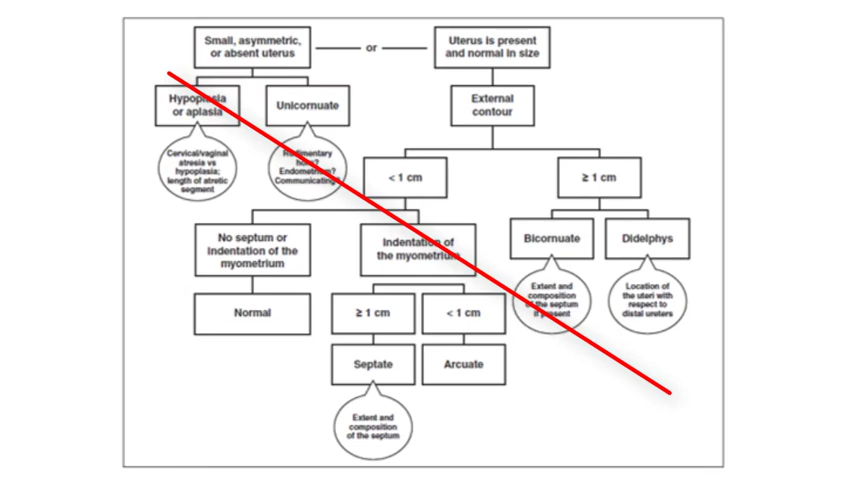 Small, asymmetric,
or absent uterus
or
Uterus is present
and normal in size
Hypoplasia
or aplasia
Unicornuate
External
contour
Cervical/vaginal
atresia vs
hypoplasia;
length of atretic
segment
Rudimentary
horn?
Endometrium?
Communicating?
< 1 cm
≥ 1 cm
No septum or
indentation of the
myometrium
Indentation of
the myometrium
Bicornuate
Didelphys
Extent and
composition
of the septum
if present
Location of
the uteri with
respect to
distal ureters
Normal
≥ 1 cm
< 1 cm
Septate
Arcuate
Extent and
composition
of the septum